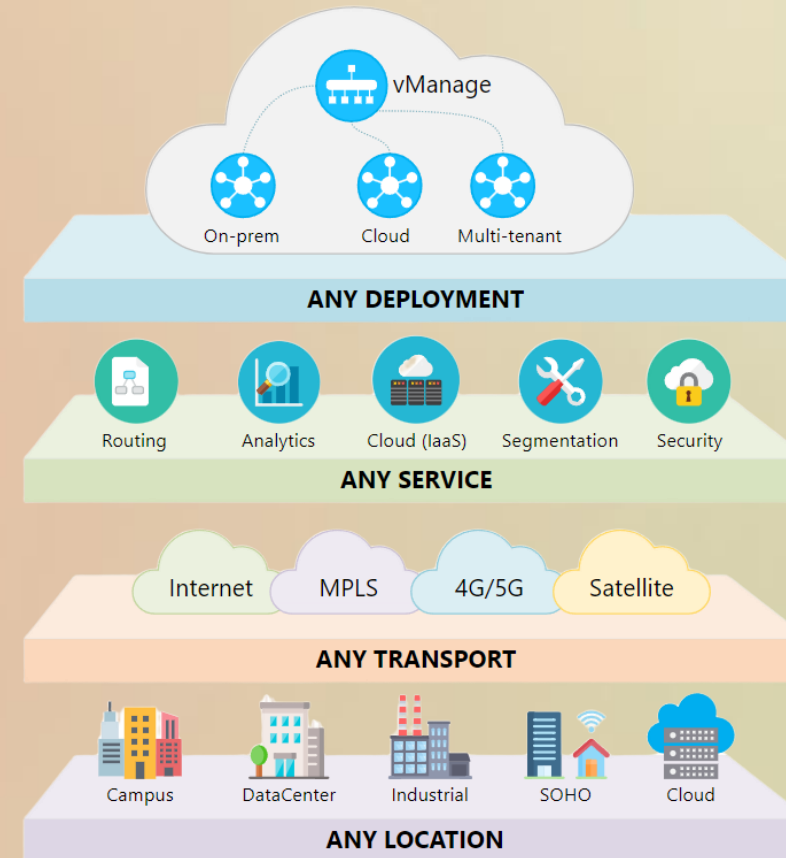 vManage
On-prem Cloud Multi-tenant
ANY DEPLOYMENT
Routing Analytics Cloud (IaaS) Segmentation Security
ANY SERVICE
Internet MPLS 4G/5G Satellite
ANY TRANSPORT
Campus DataCenter Industrial SOHO Cloud
ANY LOCATION